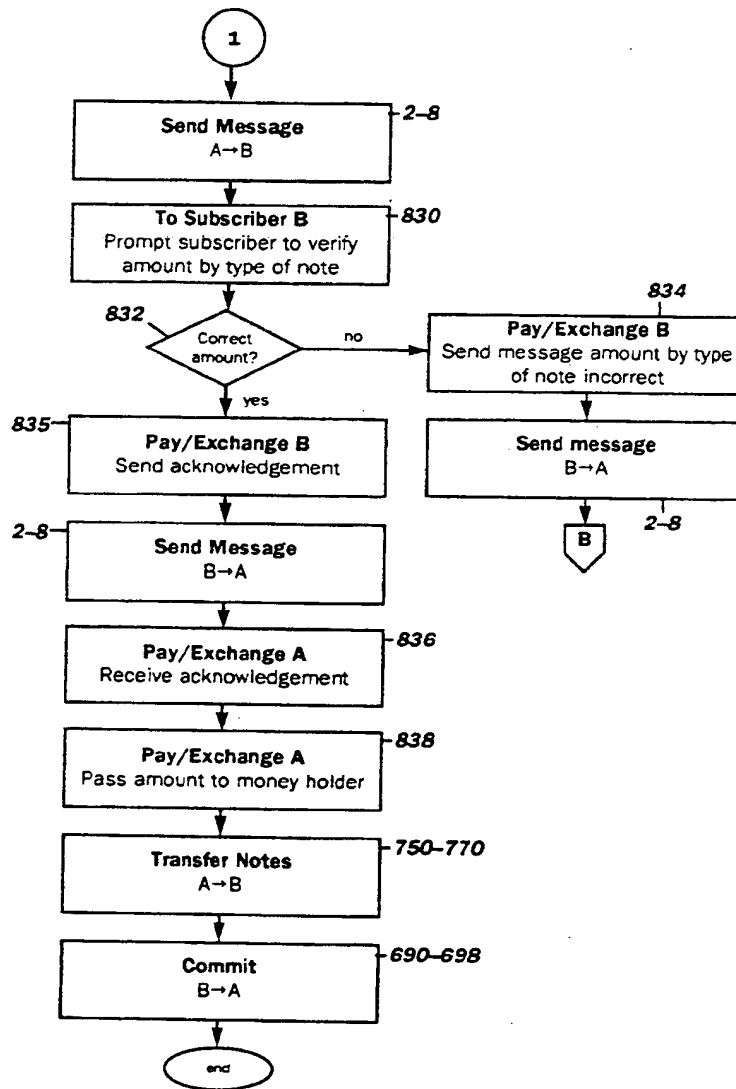 1
Send Message
A→B
2–8
To Subscriber B
Prompt subscriber to verify
amount by type of note
830
832
Correct
amount?
no
yes
834
Pay/Exchange B
Send message amount by type
of note incorrect
Send message
B→A
2–8
B
835
Pay/Exchange B
Send acknowledgement
2–8
Send Message
B→A
Pay/Exchange A
Receive acknowledgement
836
Pay/Exchange A
Pass amount to money holder
838
Transfer Notes
A→B
750–770
Commit
B→A
690–698
end